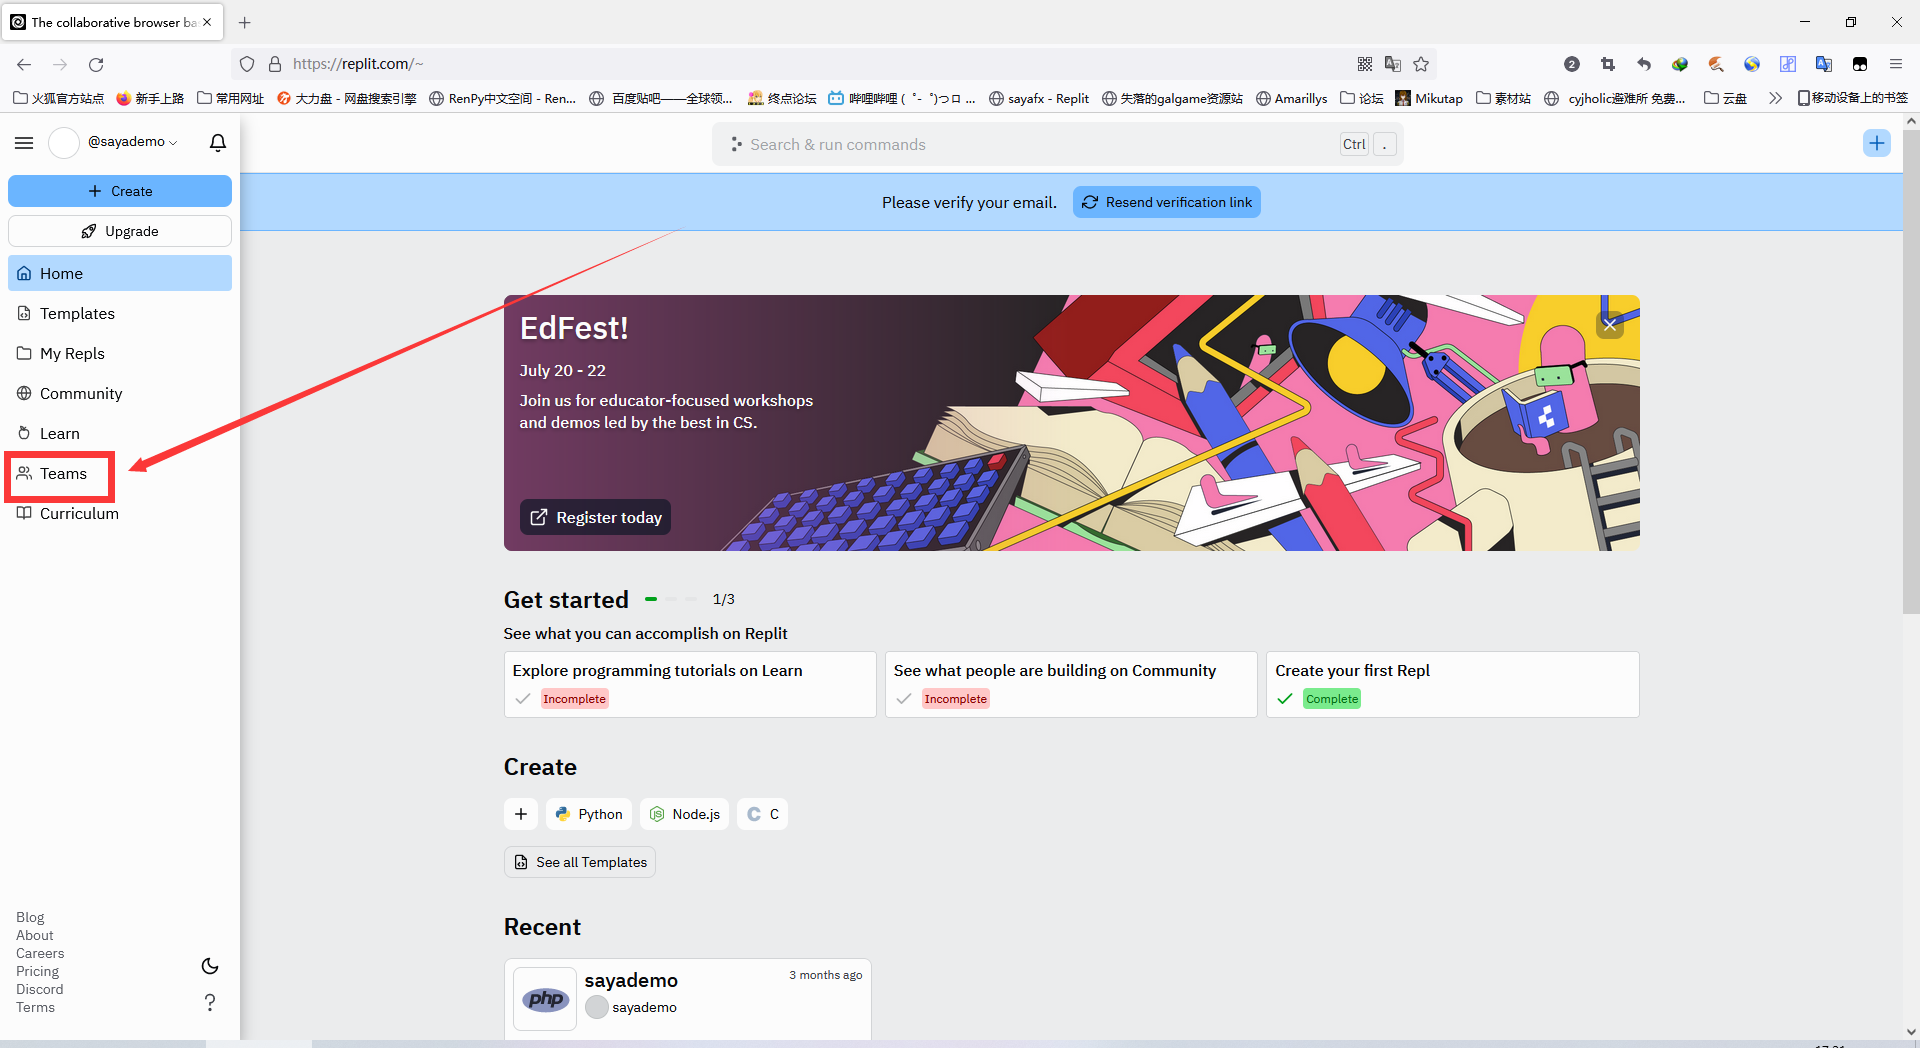 The collaborative browser ba
https://replit.com/~
2
火狐官方站点
新手上路
常用网址
大力盘 - 网盘搜索引擎
RenPy中文空间 - Ren...
百度贴吧——全球领...
终点论坛
哔哩哔哩 ( ゜- ゜)つロ ...
sayafx - Replit
失落的galgame资源站
Amarillys
论坛
Mikutap
素材站
cyjholic避难所 免费...
云盘
移动设备上的书签
@sayademo
Search & run commands
Ctrl
.
Create
Please verify your email.
Resend verification link
Upgrade
Home
Templates
My Repls
Community
Learn
Teams
Curriculum
EdFest!
July 20 - 22
Join us for educator-focused workshops
and demos led by the best in CS.
Register today
Get started
1/3
See what you can accomplish on Replit
Explore programming tutorials on Learn
Incomplete
See what people are building on Community
Incomplete
Create your first Repl
Complete
Create
Python
Node.js
C
See all Templates
Recent
php
sayademo
3 months ago
sayademo
Blog
About
Careers
Pricing
Discord
Terms